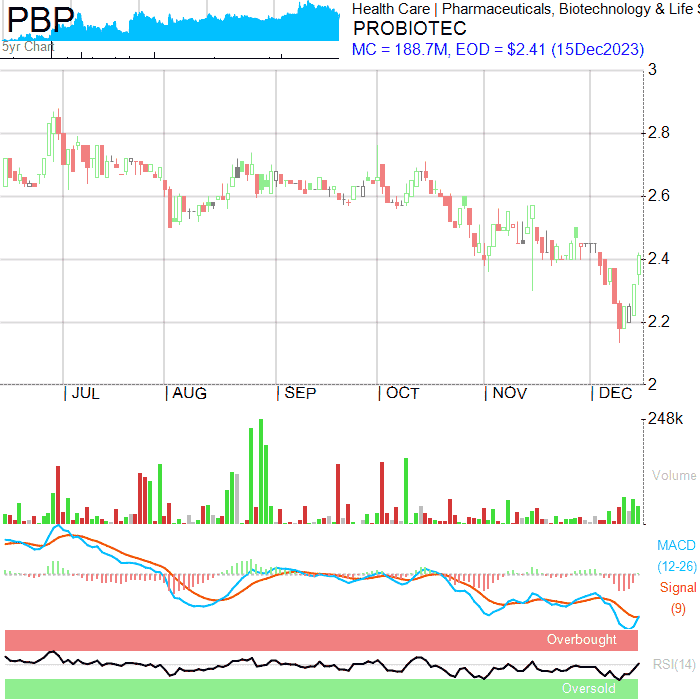 PBP
5yr Chart
Health Care | Pharmaceuticals, Biotechnology & Life S
PROBIOTEC
MC = 188.7M, EOD = $2.41 (15Dec2023)
3
2.8
2.6
2.4
2.2
2
| JUL | AUG | SEP | OCT | NOV | DEC
248k
Volume
MACD
(12-26)
Signal
(9)
Overbought
RSI(14)
Oversold